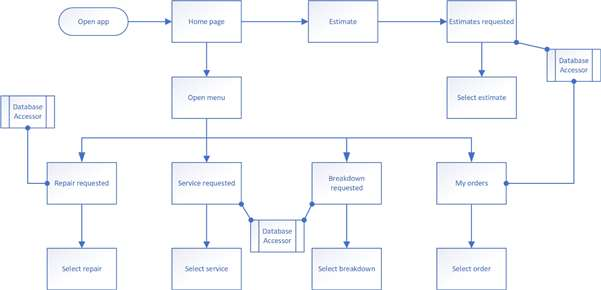 Open app
Home page
Estimate
Estimates requested
Database
Accessor
Open menu
Select estimate
Database
Accessor
Repair requested
Service requested
Breakdown
requested
My orders
Database
Accessor
Select repair
Select service
Select breakdown
Select order